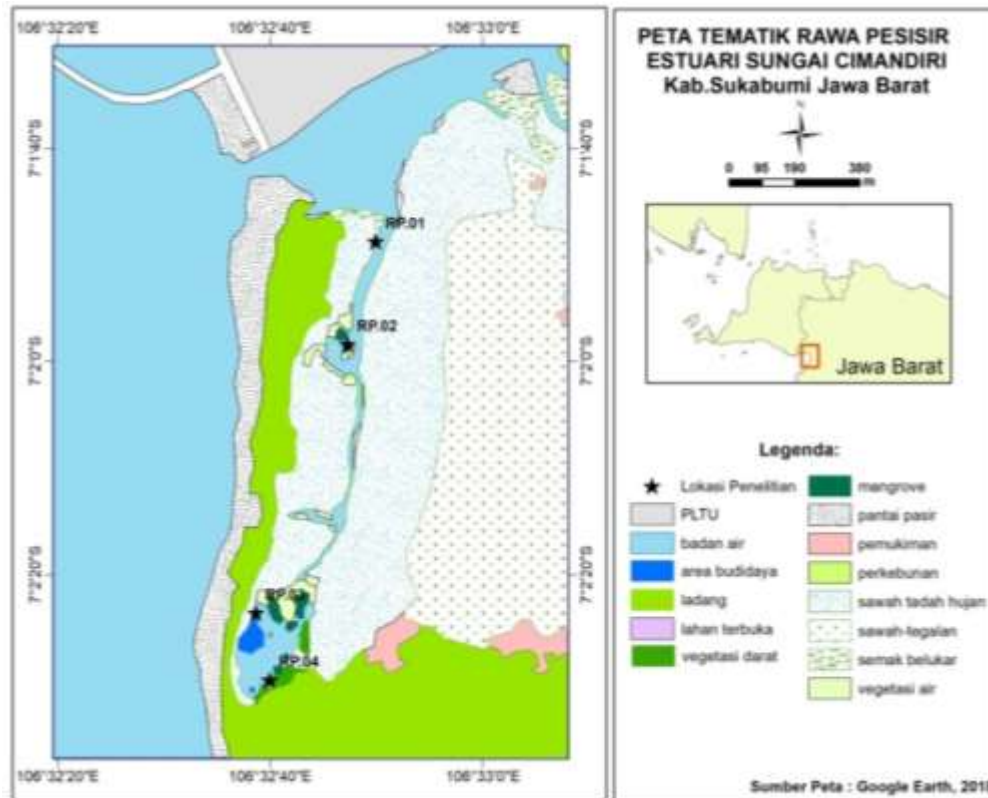 106°32'20"E 106°32'40"E 106°33'0"E
7°1'40"S 7°1'40"S
RP.01
RP.02
7°2'0"S 7°2'0"S
7°2'20"S 7°2'20"S
RP.03
RP.04
106°32'20"E 106°32'40"E 106°33'0"E
PETA TEMATIK RAWA PESISIR
ESTUARI SUNGAI CIMANDIRI
Kab.Sukabumi Jawa Barat
N
0 95 190 380
m
Jawa Barat
Legenda:
Lokasi Penelitian
PLTU
badan air
area budidaya
ladang
lahan terbuka
vegetasi darat
mangrove
pantai pasir
pemukiman
perkebunan
sawah tadah hujan
sawah-tegalan
semak belukar
vegetasi air
Sumber Peta : Google Earth,